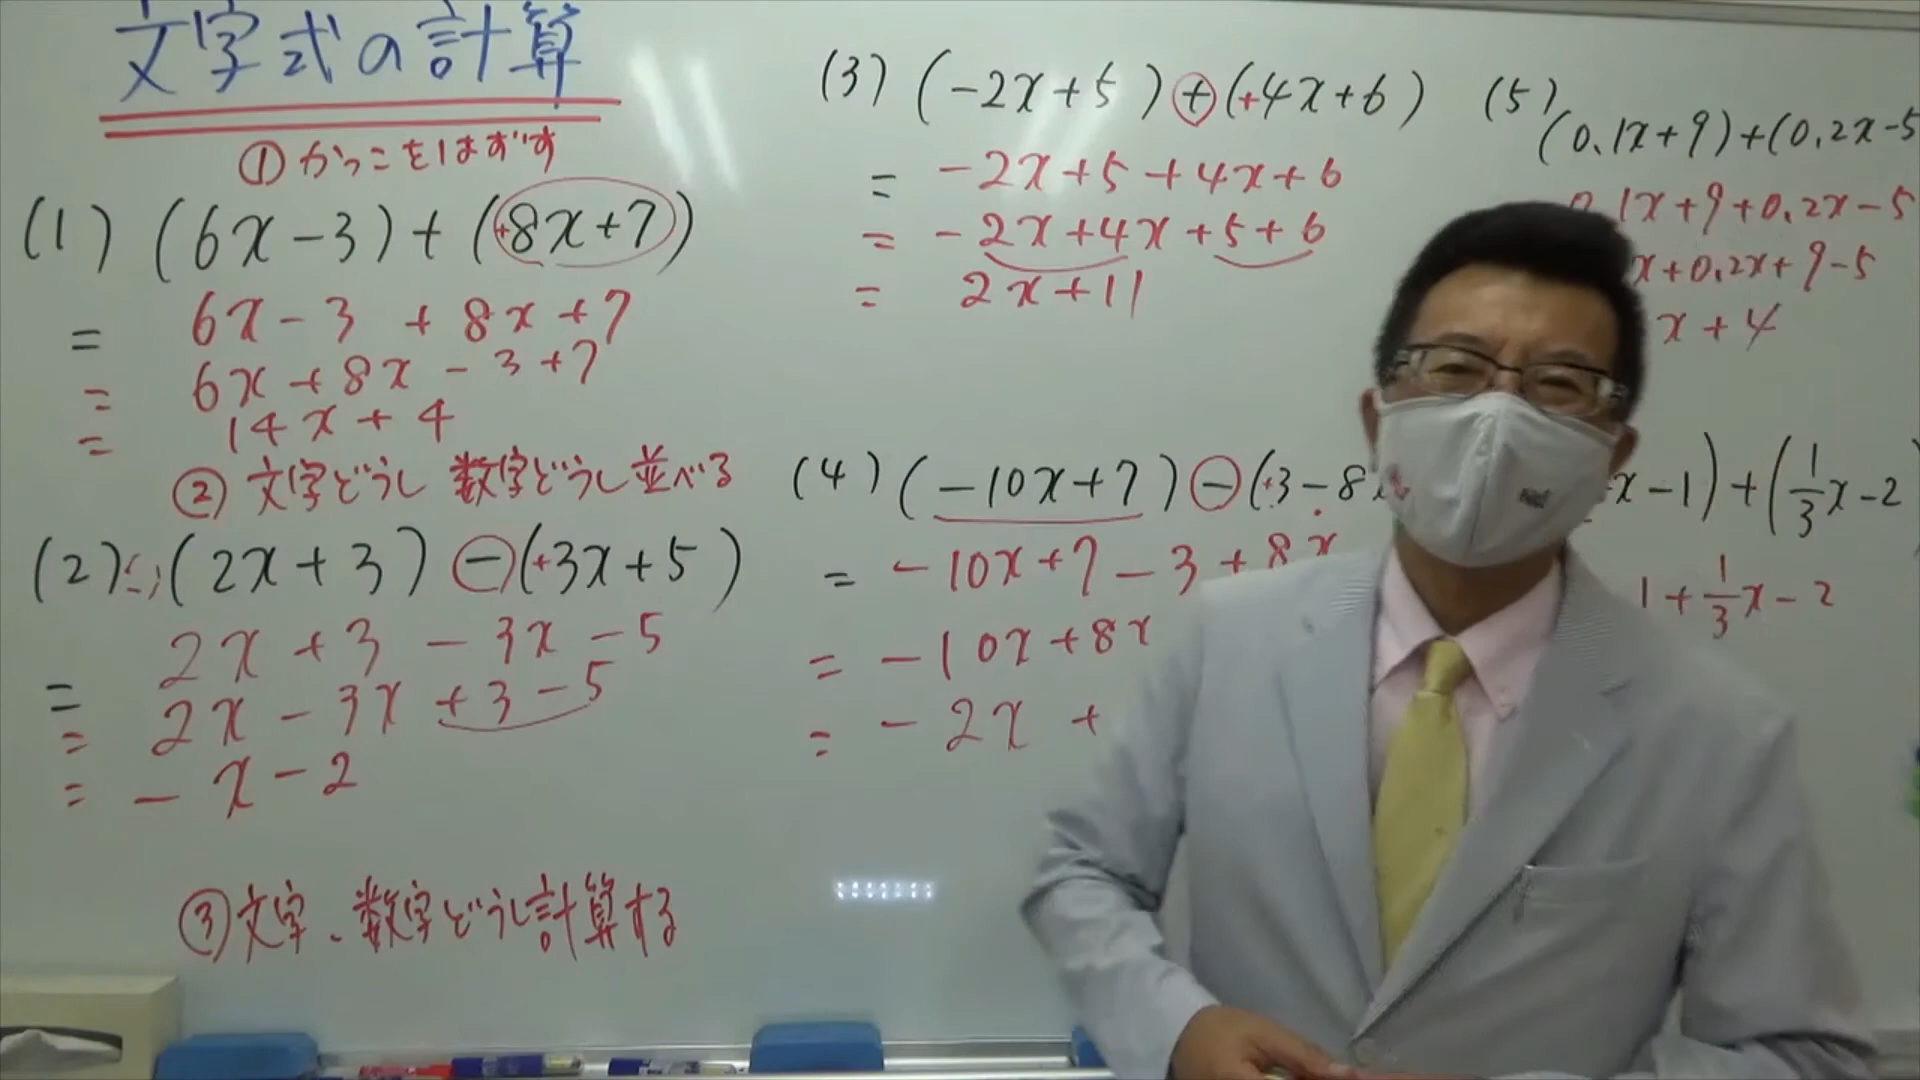 文字式の計算
①かっこをはずす
(1) (6x-3)+(+8x+7)
= 6x-3+8x+7
= 6x+8x-3+7
= 14x+4
②文字どうし 数字どうし並べる
(2) (2x+3)-(+3x+5)
= 2x+3-3x-5
= 2x-3x+3-5
= -x-2
③文字、数字どうし計算する
(3) (-2x+5)+(+4x+6)
= -2x+5+4x+6
= -2x+4x+5+6
= 2x+11
(4) (-10x+7)-(+3-8x
= -10x+7-3+8x
= -10x+8x
= -2x+
(5)
(0.1x+9)+(0.2x-5
0.1x+9+0.2x-5
x+0.2x+9-5
x+4
x-1)+(1/3x-2)
1+1/3x-2